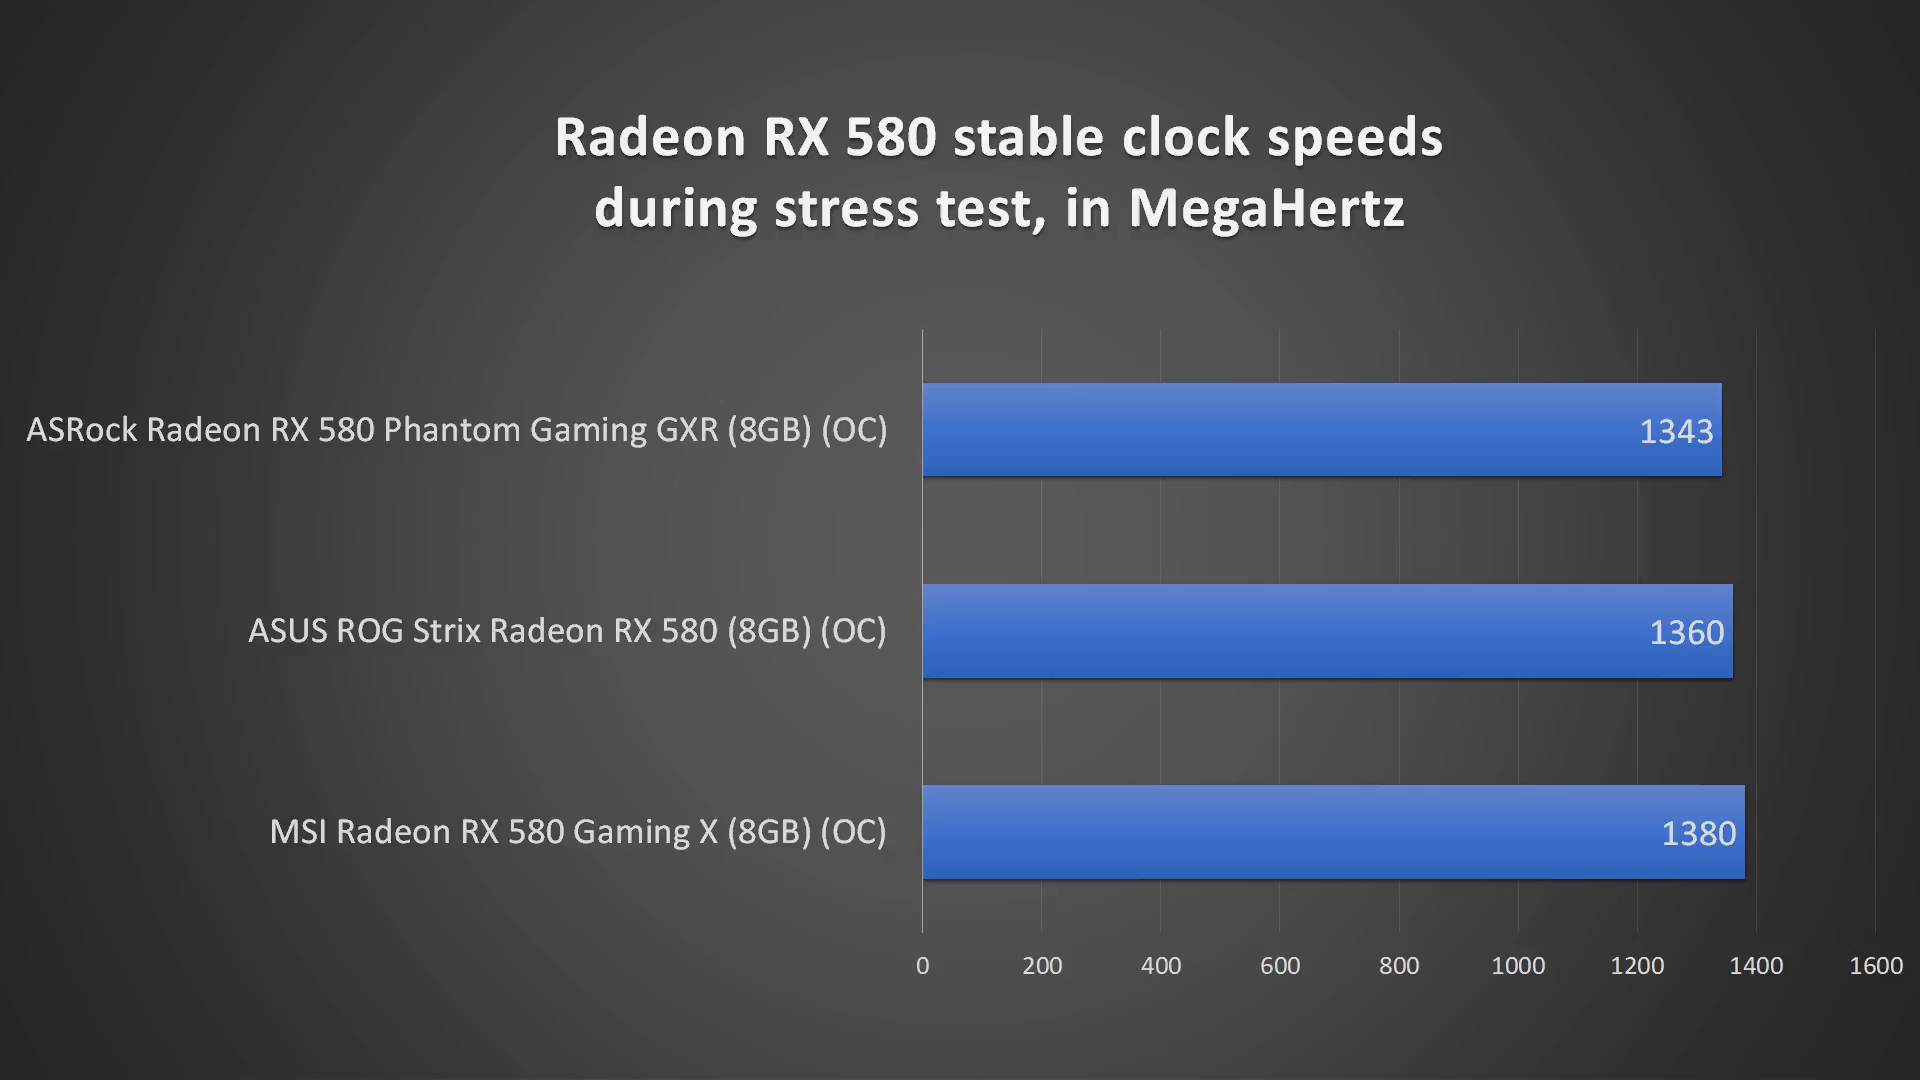 Radeon RX 580 stable clock speeds
during stress test, in MegaHertz
ASRock Radeon RX 580 Phantom Gaming GXR (8GB) (OC)
1343
ASUS ROG Strix Radeon RX 580 (8GB) (OC)
1360
MSI Radeon RX 580 Gaming X (8GB) (OC)
1380
0 200 400 600 800 1000 1200 1400 1600